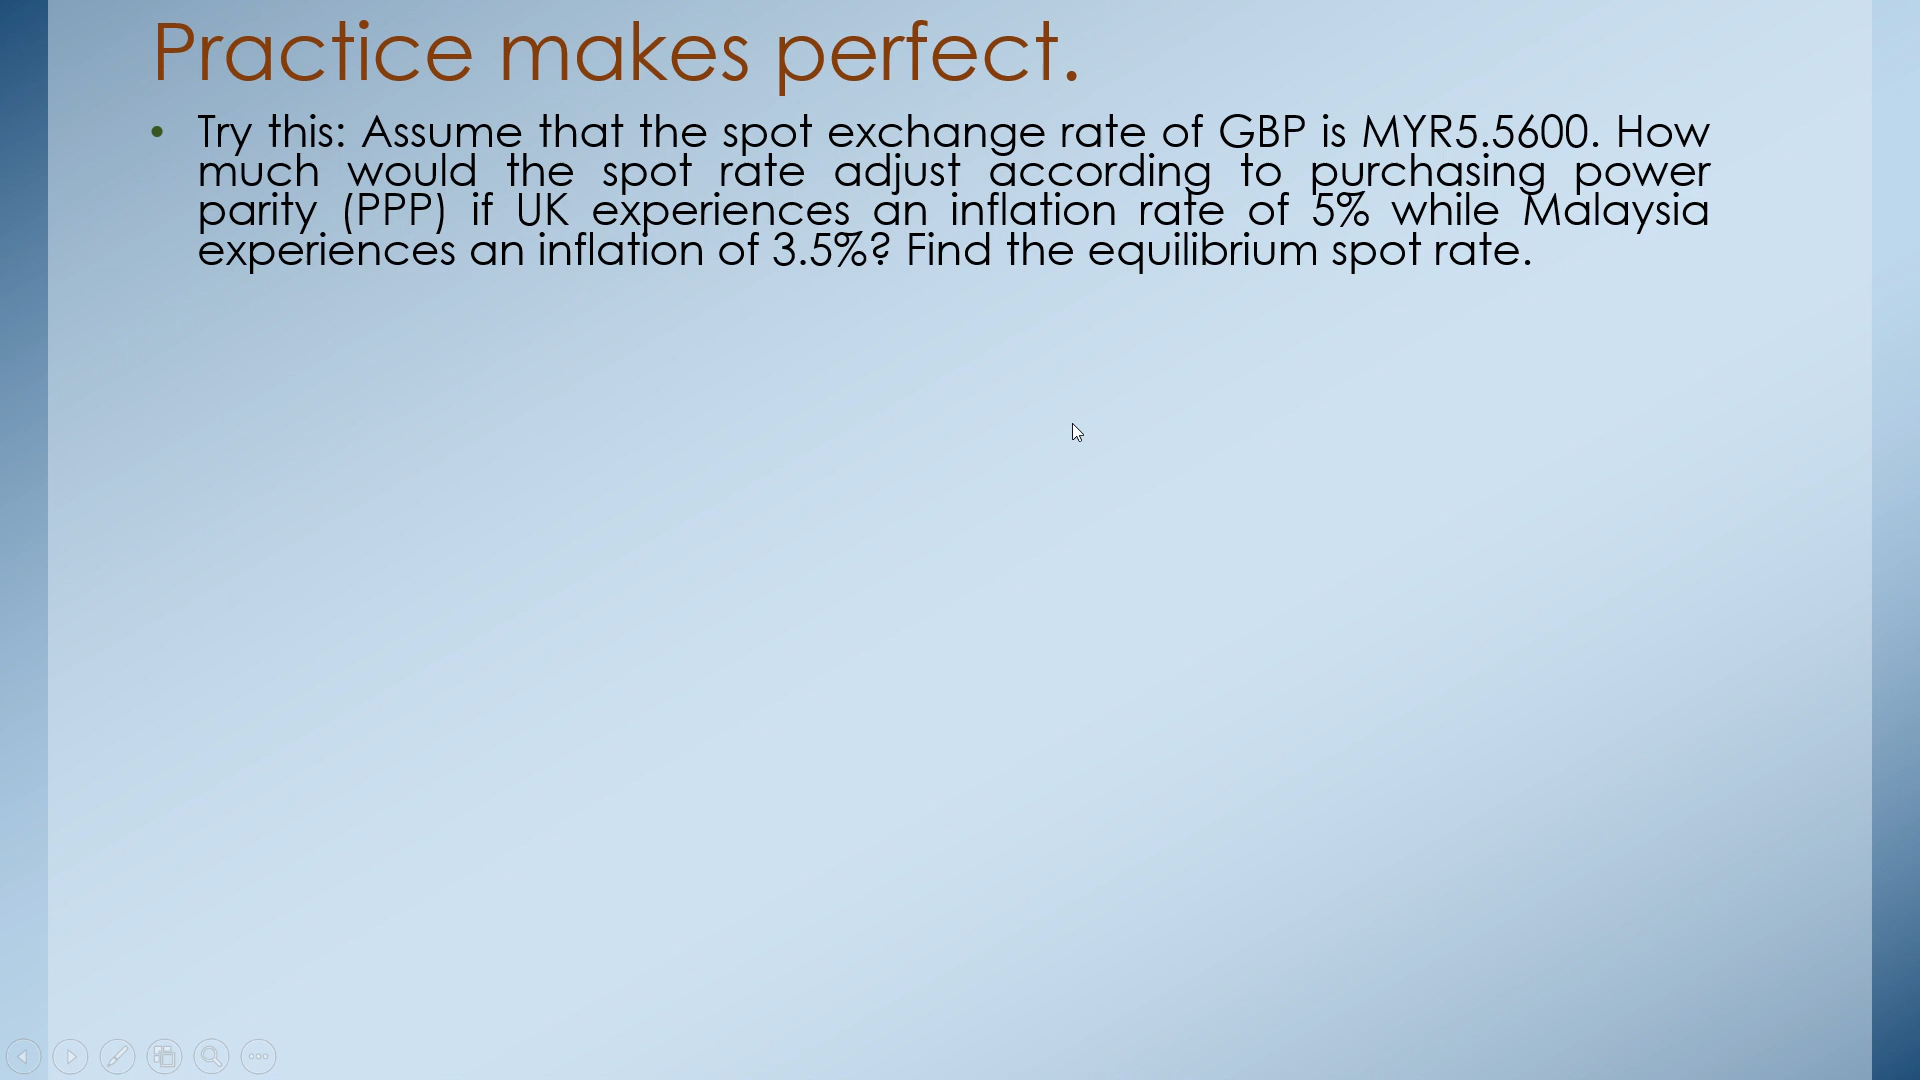 Practice makes perfect.
• Try this: Assume that the spot exchange rate of GBP is MYR5.5600. How
much would the spot rate adjust according to purchasing power
parity (PPP) if UK experiences an inflation rate of 5% while Malaysia
experiences an inflation of 3.5%? Find the equilibrium spot rate.